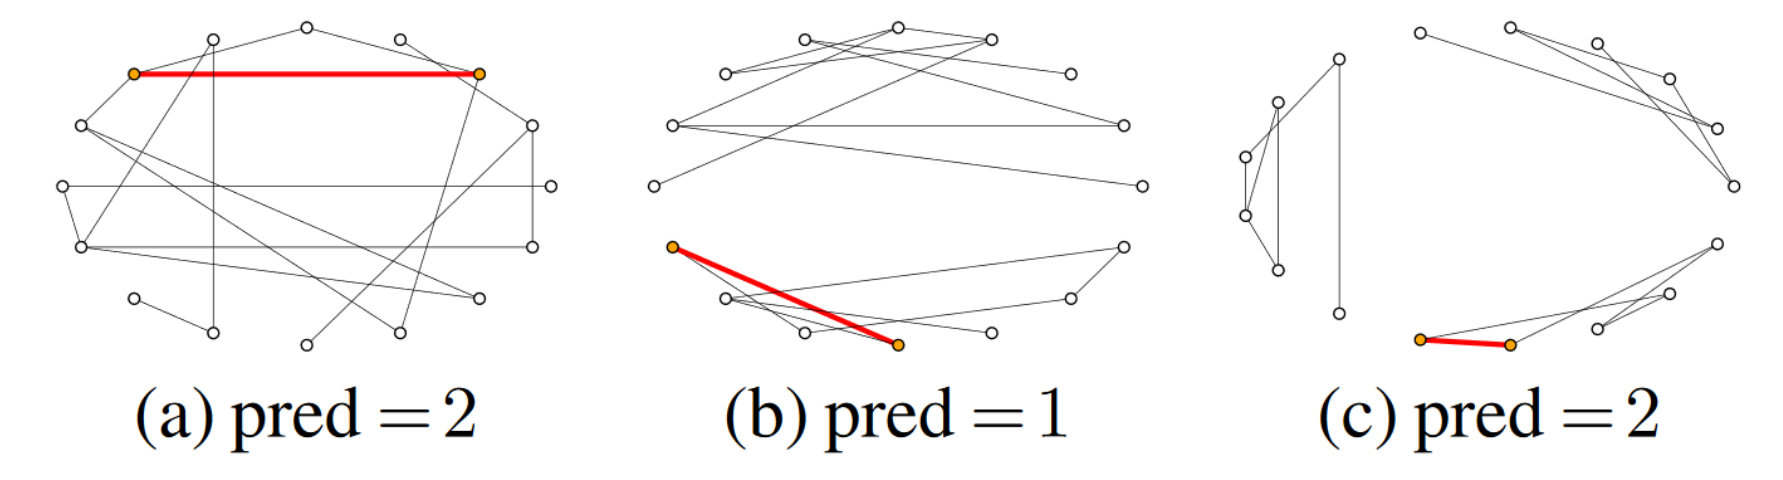 (a) pred = 2 (b) pred = 1 (c) pred = 2